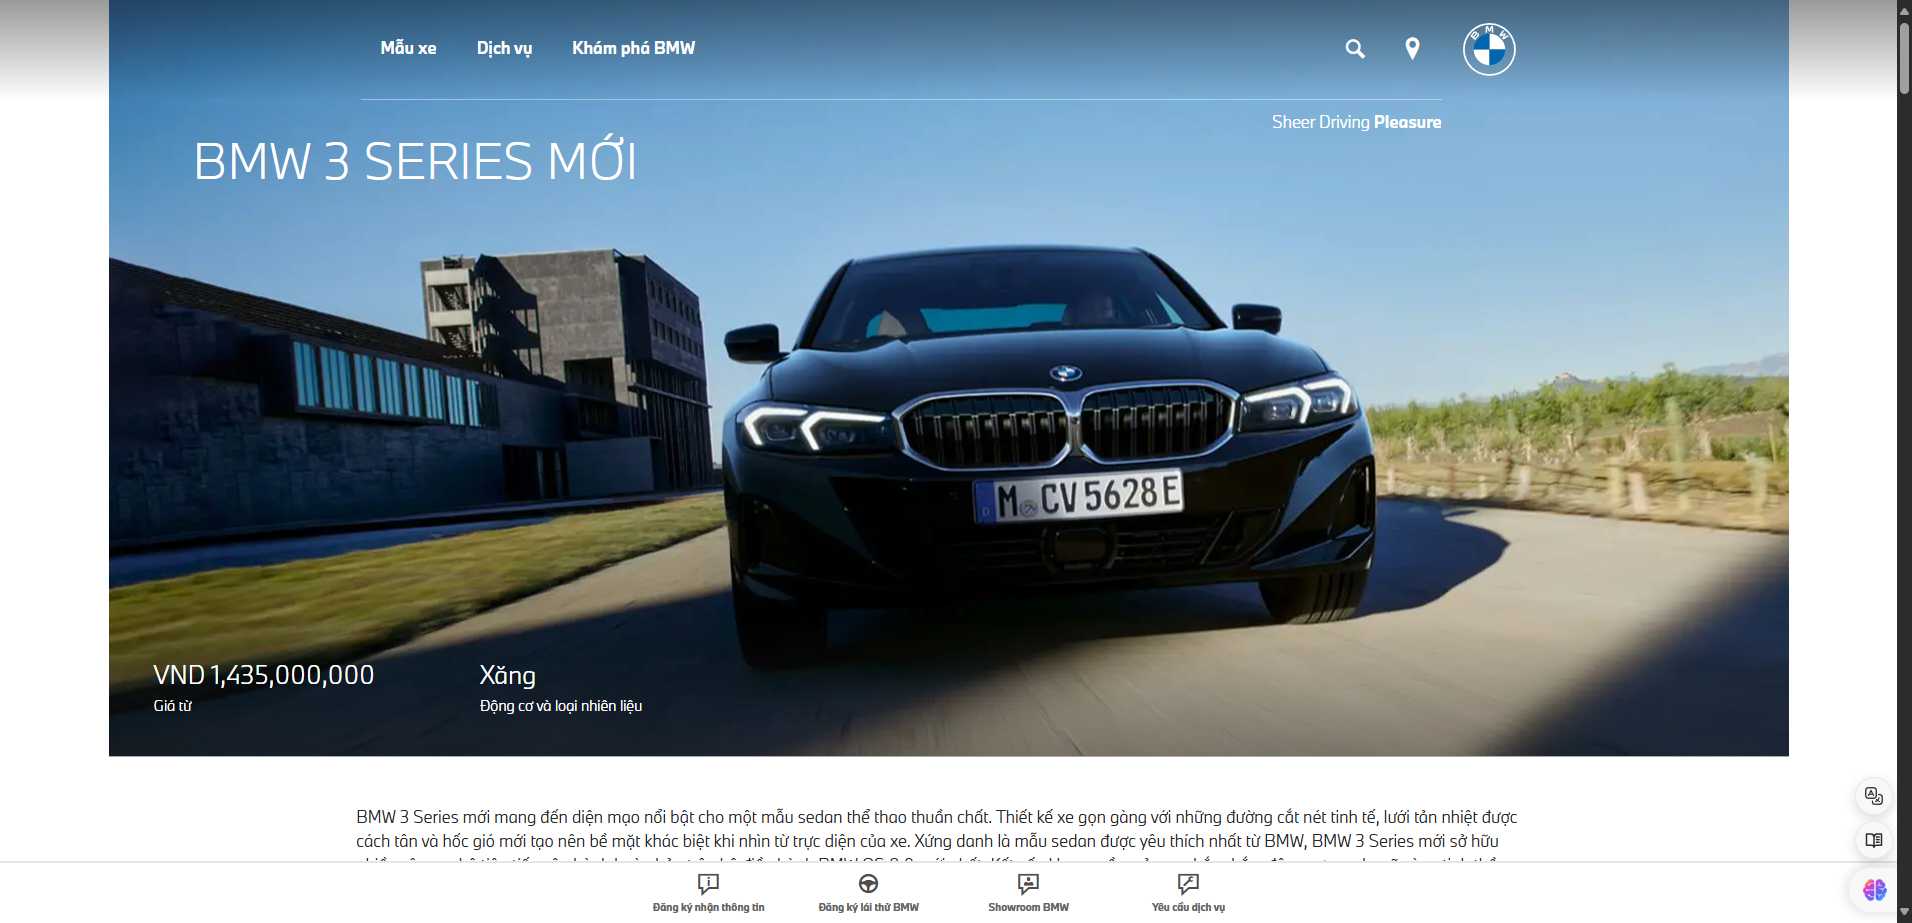 Mẫu xe
Dịch vụ
Khám phá BMW
BMW
Sheer Driving Pleasure
BMW 3 SERIES MỚI
M CV 5628 E
D
VND 1,435,000,000
Giá từ
Xăng
Động cơ và loại nhiên liệu
BMW 3 Series mới mang đến diện mạo nổi bật cho một mẫu sedan thể thao thuần chất. Thiết kế xe gọn gàng với những đường cắt nét tinh tế, lưới tản nhiệt được
cách tân và hốc gió mới tạo nên bề mặt khác biệt khi nhìn từ trực diện của xe. Xứng danh là mẫu sedan được yêu thích nhất từ BMW, BMW 3 Series mới sở hữu
Đăng ký nhận thông tin
Đăng ký lái thử BMW
Showroom BMW
Yêu cầu dịch vụ